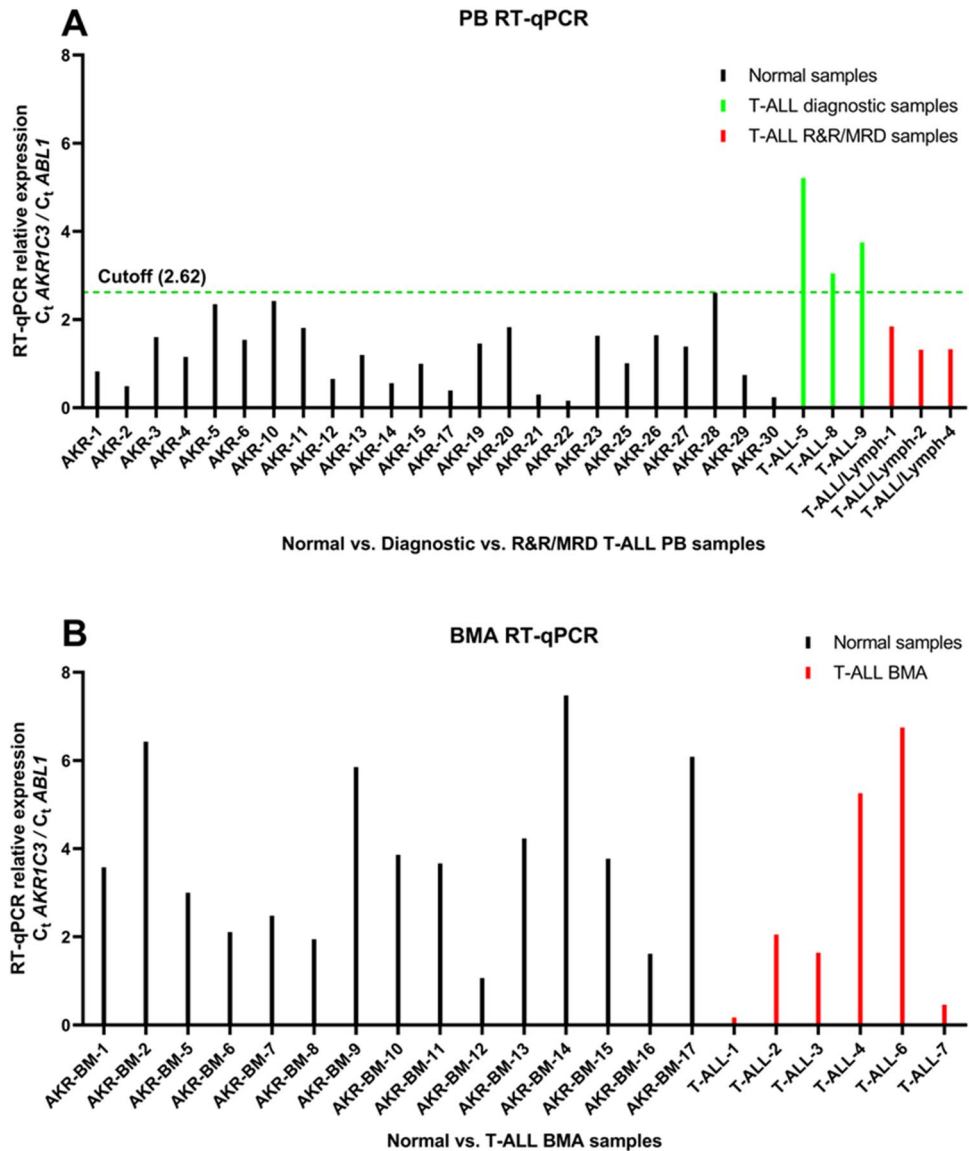 A
PB RT-qPCR
RT-qPCR relative expression
Ct AKR1C3 / Ct ABL1
8
6
4
2
0
Cutoff (2.62)
Normal samples
T-ALL diagnostic samples
T-ALL R&R/MRD samples
AKR-1
AKR-2
AKR-3
AKR-4
AKR-5
AKR-6
AKR-10
AKR-11
AKR-12
AKR-13
AKR-14
AKR-15
AKR-17
AKR-19
AKR-20
AKR-21
AKR-22
AKR-23
AKR-25
AKR-26
AKR-27
AKR-28
AKR-29
AKR-30
T-ALL-5
T-ALL-8
T-ALL-9
T-ALL/Lymph-1
T-ALL/Lymph-2
T-ALL/Lymph-4
Normal vs. Diagnostic vs. R&R/MRD T-ALL PB samples
B
BMA RT-qPCR
RT-qPCR relative expression
Ct AKR1C3 / Ct ABL1
8
6
4
2
0
Normal samples
T-ALL BMA
AKR-BM-1
AKR-BM-2
AKR-BM-5
AKR-BM-6
AKR-BM-7
AKR-BM-8
AKR-BM-9
AKR-BM-10
AKR-BM-11
AKR-BM-12
AKR-BM-13
AKR-BM-14
AKR-BM-15
AKR-BM-16
AKR-BM-17
T-ALL-1
T-ALL-2
T-ALL-3
T-ALL-4
T-ALL-6
T-ALL-7
Normal vs. T-ALL BMA samples